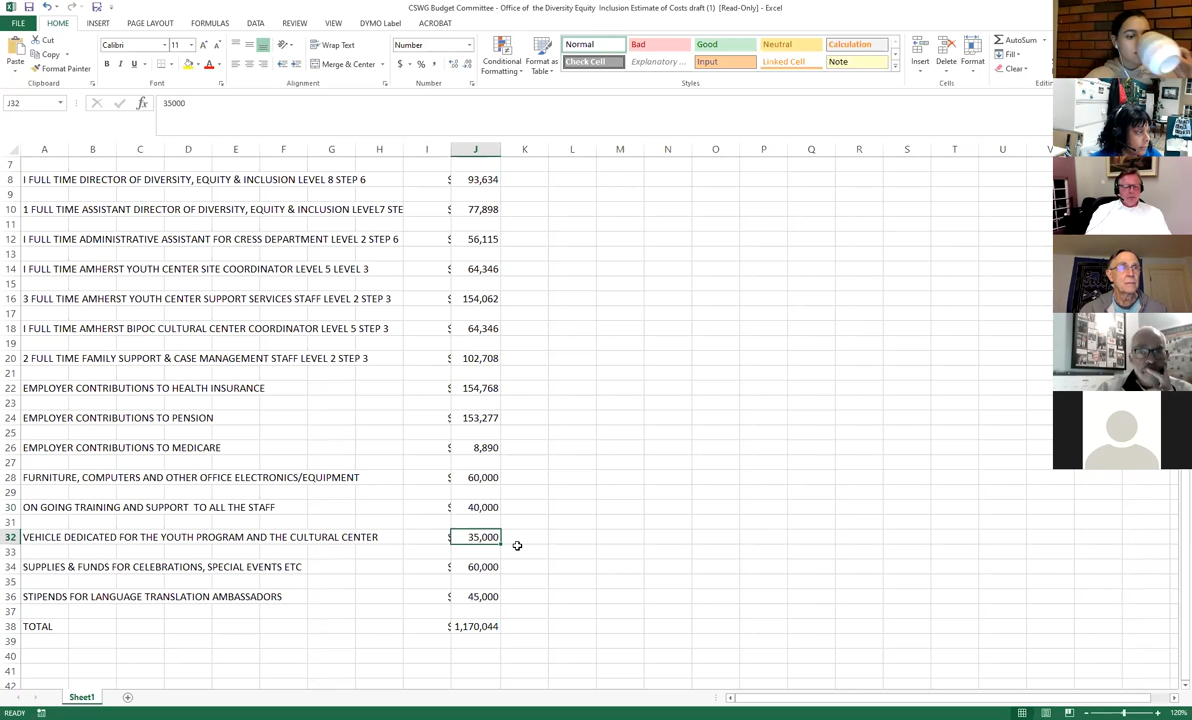 CSWG Budget Committee - Office of the Diversity Equity Inclusion Estimate of Costs draft (1) [Read-Only] - Excel
FILE HOME INSERT PAGE LAYOUT FORMULAS DATA REVIEW VIEW DYMO Label ACROBAT
Cut
Copy
Format Painter
Paste
Clipboard
Calibri 11
B I U
Font
Wrap Text
Merge & Center
Alignment
Number
$ % ,
Number
Conditional Formatting
Format as Table
Normal Bad Good Neutral Calculation
Check Cell Explanatory ... Input Linked Cell Note
Styles
Insert Delete Format
Cells
AutoSum
Fill
Clear
J32 fx 35000
A B C D E F G H I J K L M N O P Q R S T U V
7
8 I FULL TIME DIRECTOR OF DIVERSITY, EQUITY & INCLUSION LEVEL 8 STEP 6 $ 93,634
9
10 1 FULL TIME ASSISTANT DIRECTOR OF DIVERSITY, EQUITY & INCLUSION LEVEL7 STE $ 77,898
11
12 I FULL TIME ADMINISTRATIVE ASSISTANT FOR CRESS DEPARTMENT LEVEL 2 STEP 6 $ 56,115
13
14 I FULL TIME AMHERST YOUTH CENTER SITE COORDINATOR LEVEL 5 LEVEL 3 $ 64,346
15
16 3 FULL TIME AMHERST YOUTH CENTER SUPPORT SERVICES STAFF LEVEL 2 STEP 3 $ 154,062
17
18 I FULL TIME AMHERST BIPOC CULTURAL CENTER COORDINATOR LEVEL 5 STEP 3 $ 64,346
19
20 2 FULL TIME FAMILY SUPPORT & CASE MANAGEMENT STAFF LEVEL 2 STEP 3 $ 102,708
21
22 EMPLOYER CONTRIBUTIONS TO HEALTH INSURANCE $ 154,768
23
24 EMPLOYER CONTRIBUTIONS TO PENSION $ 153,277
25
26 EMPLOYER CONTRIBUTIONS TO MEDICARE $ 8,890
27
28 FURNITURE, COMPUTERS AND OTHER OFFICE ELECTRONICS/EQUIPMENT $ 60,000
29
30 ON GOING TRAINING AND SUPPORT TO ALL THE STAFF $ 40,000
31
32 VEHICLE DEDICATED FOR THE YOUTH PROGRAM AND THE CULTURAL CENTER $ 35,000
33
34 SUPPLIES & FUNDS FOR CELEBRATIONS, SPECIAL EVENTS ETC $ 60,000
35
36 STIPENDS FOR LANGUAGE TRANSLATION AMBASSADORS $ 45,000
37
38 TOTAL $ 1,170,044
39
40
41
42
Sheet1
READY
120%